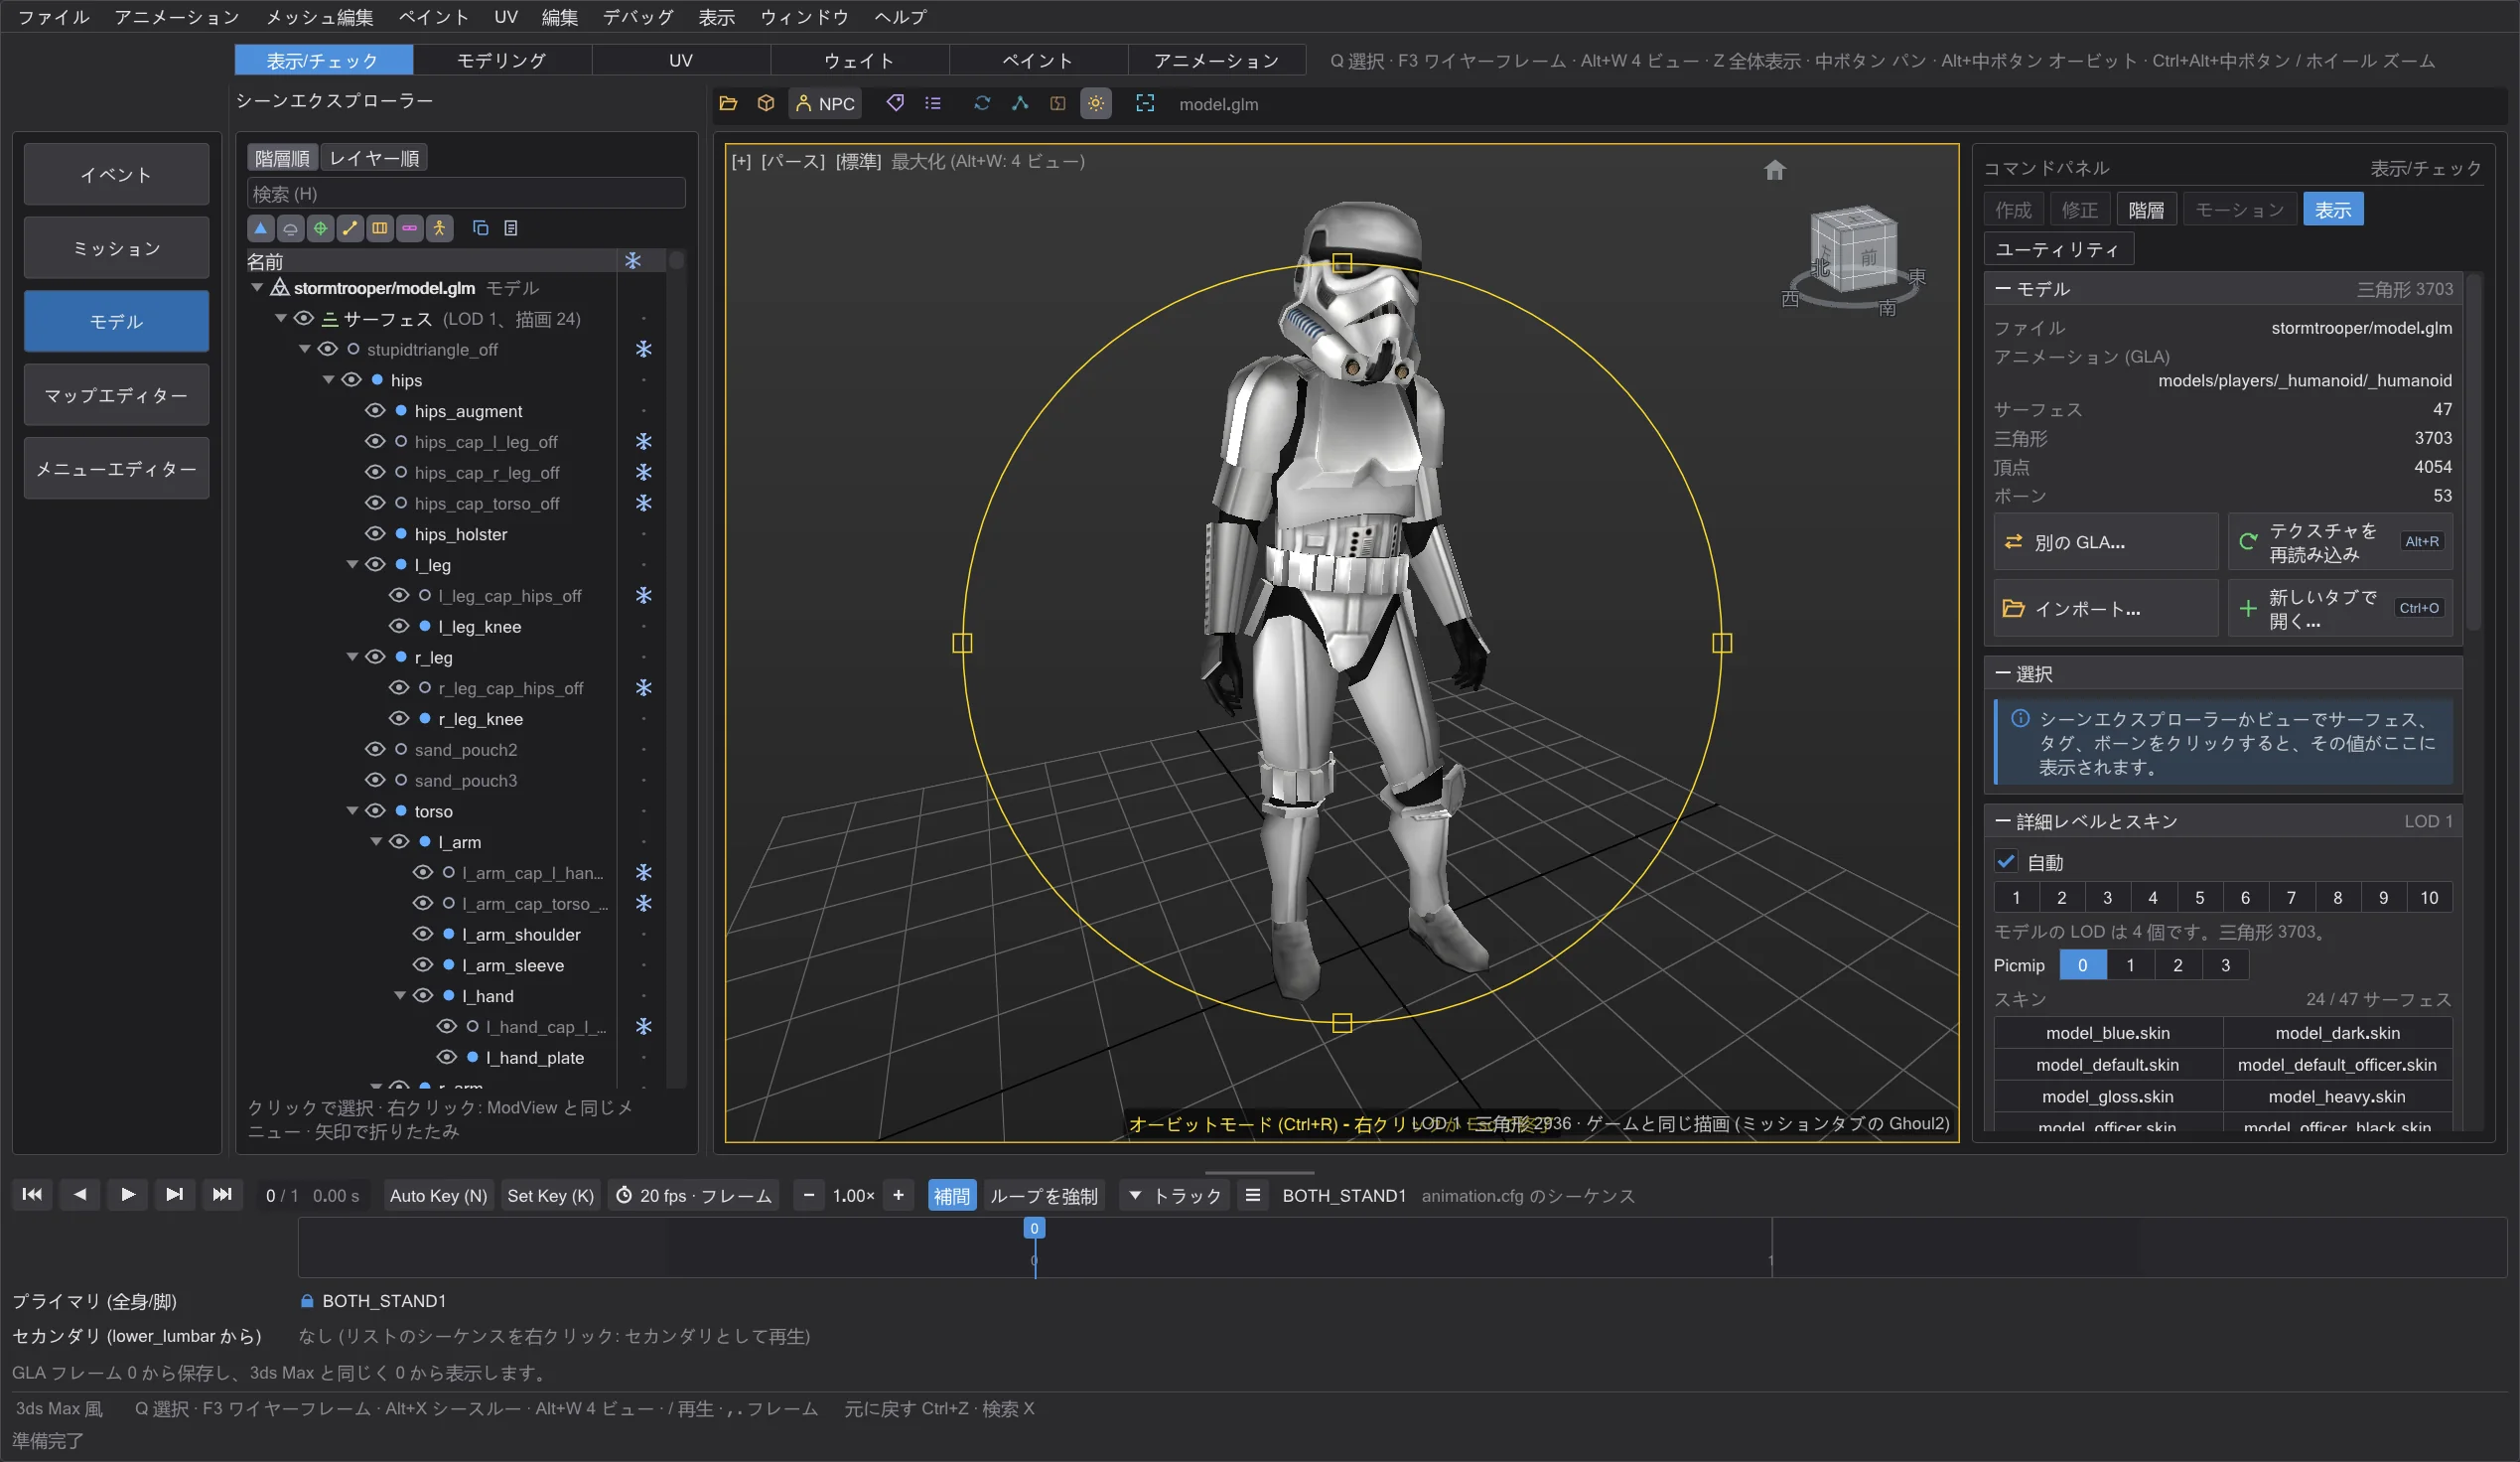 ファイル アニメーション メッシュ編集 ペイント UV 編集 デバッグ 表示 ウィンドウ ヘルプ
表示/チェック モデリング UV ウェイト ペイント アニメーション Q 選択 · F3 ワイヤーフレーム · Alt+W 4 ビュー · Z 全体表示 · 中ボタン パン · Alt+中ボタン オービット · Ctrl+Alt+中ボタン / ホイール ズーム
イベント
ミッション
モデル
マップエディター
メニューエディター
シーンエクスプローラー
階層順 レイヤー順
検索 (H)
名前
stormtrooper/model.glm モデル
サーフェス (LOD 1、描画 24)
stupidtriangle_off
hips
hips_augment
hips_cap_l_leg_off
hips_cap_r_leg_off
hips_cap_torso_off
hips_holster
l_leg
l_leg_cap_hips_off
l_leg_knee
r_leg
r_leg_cap_hips_off
r_leg_knee
sand_pouch2
sand_pouch3
torso
l_arm
l_arm_cap_l_han...
l_arm_cap_torso_...
l_arm_shoulder
l_arm_sleeve
l_hand
l_hand_cap_l_...
l_hand_plate
r_arm
クリックで選択 · 右クリック: ModView と同じメ
ニュー · 矢印で折りたたみ
NPC model.glm
[+] [パース] [標準] 最大化 (Alt+W: 4 ビュー)
前
北 東
西 南
オービットモード (Ctrl+R) - 右クリ
LOD 1 · 三角形 2936 · ゲームと同じ描画 (ミッションタブの Ghoul2)
コマンドパネル 表示/チェック
作成 修正 階層 モーション 表示
ユーティリティ
モデル 三角形 3703
ファイル stormtrooper/model.glm
アニメーション (GLA)
models/players/_humanoid/_humanoid
サーフェス 47
三角形 3703
頂点 4054
ボーン 53
別の GLA...
テクスチャを
再読み込み Alt+R
インポート...
新しいタブで
開く... Ctrl+O
選択
シーンエクスプローラーかビューでサーフェス、
タグ、ボーンをクリックすると、その値がここに
表示されます。
詳細レベルとスキン LOD 1
自動
1 2 3 4 5 6 7 8 9 10
モデルの LOD は 4 個です。三角形 3703。
Picmip 0 1 2 3
スキン 24 / 47 サーフェス
model_blue.skin model_dark.skin
model_default.skin model_default_officer.skin
model_gloss.skin model_heavy.skin
model_officer.skin model_officer_black.skin
0 / 1 0.00 s Auto Key (N) Set Key (K) 20 fps · フレーム − 1.00× + 補間 ループを強制 トラック BOTH_STAND1 animation.cfg のシーケンス
0
0 1
プライマリ (全身/脚) BOTH_STAND1
セカンダリ (lower_lumbar から) なし (リストのシーケンスを右クリック: セカンダリとして再生)
GLA フレーム 0 から保存し、3ds Max と同じく 0 から表示します。
3ds Max 風 Q 選択 · F3 ワイヤーフレーム · Alt+X シースルー · Alt+W 4 ビュー · / 再生 · , . フレーム 元に戻す Ctrl+Z · 検索 X
準備完了